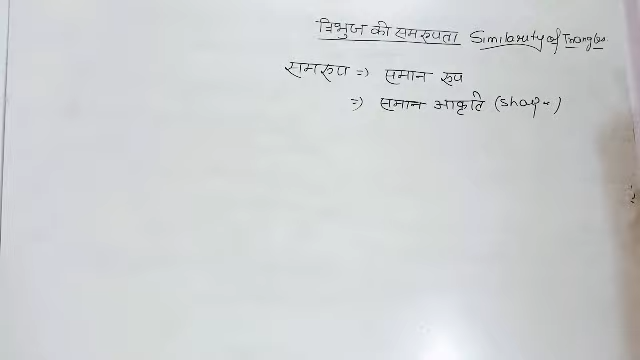 त्रिभुज की समरूपता Similarity of Triangles
समरूप => समान रूप
=> समान आकृति (Shape)